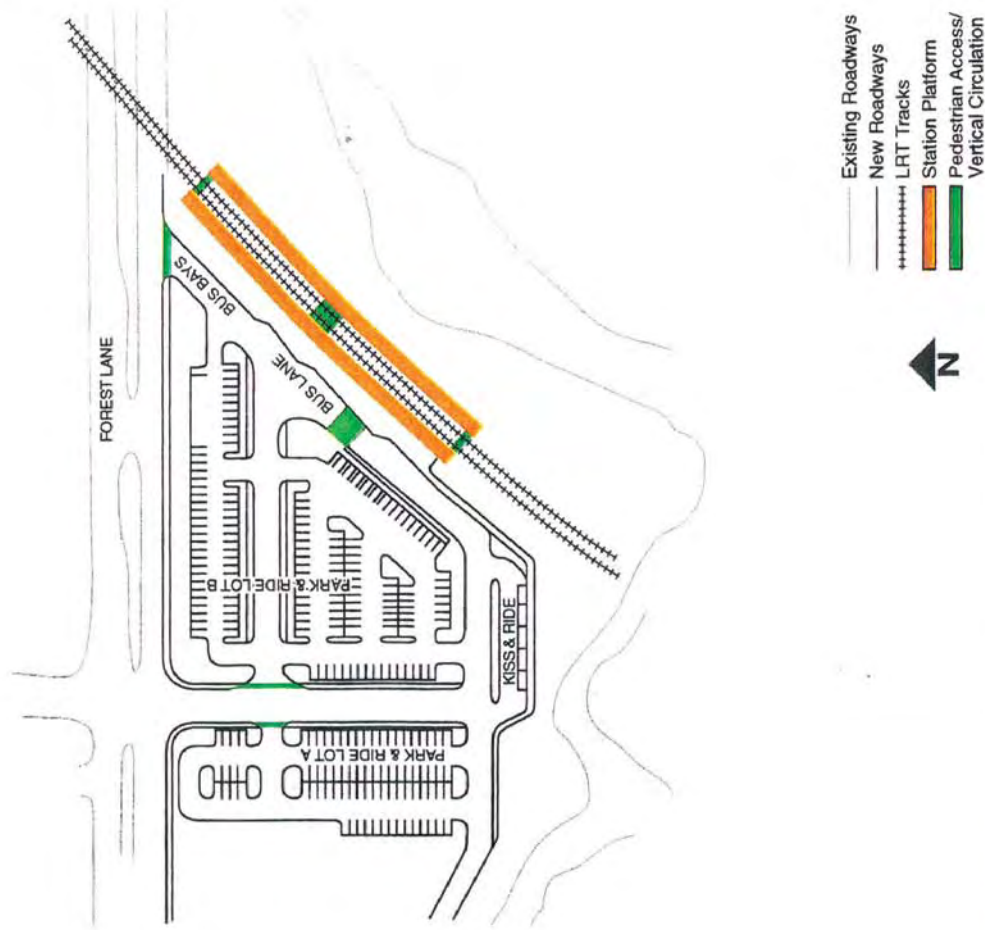 FOREST LANE
BUS BAYS
BUS LANE
PARK & RIDE LOT B
KISS & RIDE
PARK & RIDE LOT A
Existing Roadways
New Roadways
LRT Tracks
Station Platform
Pedestrian Access/
Vertical Circulation
N